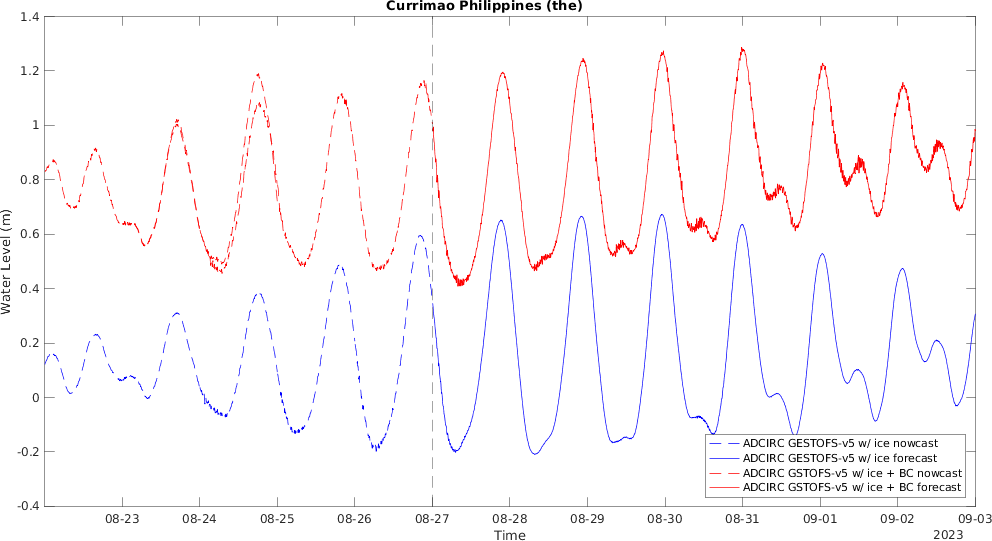 Currimao Philippines (the)
1.4
1.2
1
0.8
0.6
0.4
0.2
0
-0.2
-0.4
Water Level (m)
ADCIRC GESTOFS-v5 w/ ice nowcast
ADCIRC GESTOFS-v5 w/ ice forecast
ADCIRC GSTOFS-v5 w/ ice + BC nowcast
ADCIRC GSTOFS-v5 w/ ice + BC forecast
08-23 08-24 08-25 08-26 08-27 08-28 08-29 08-30 08-31 09-01 09-02 09-03
Time
2023